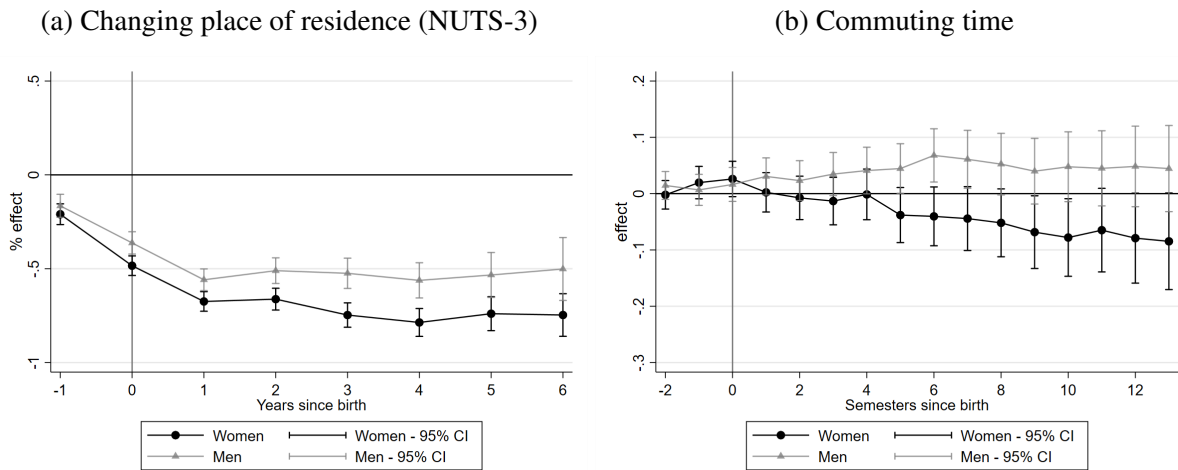 (a) Changing place of residence (NUTS-3)
.5
0
-.5
-1
% effect
-1 0 1 2 3 4 5 6
Years since birth
Women
Women - 95% CI
Men
Men - 95% CI
(b) Commuting time
.2
.1
0
-.1
-.2
-.3
effect
-2 0 2 4 6 8 10 12
Semesters since birth
Women
Women - 95% CI
Men
Men - 95% CI